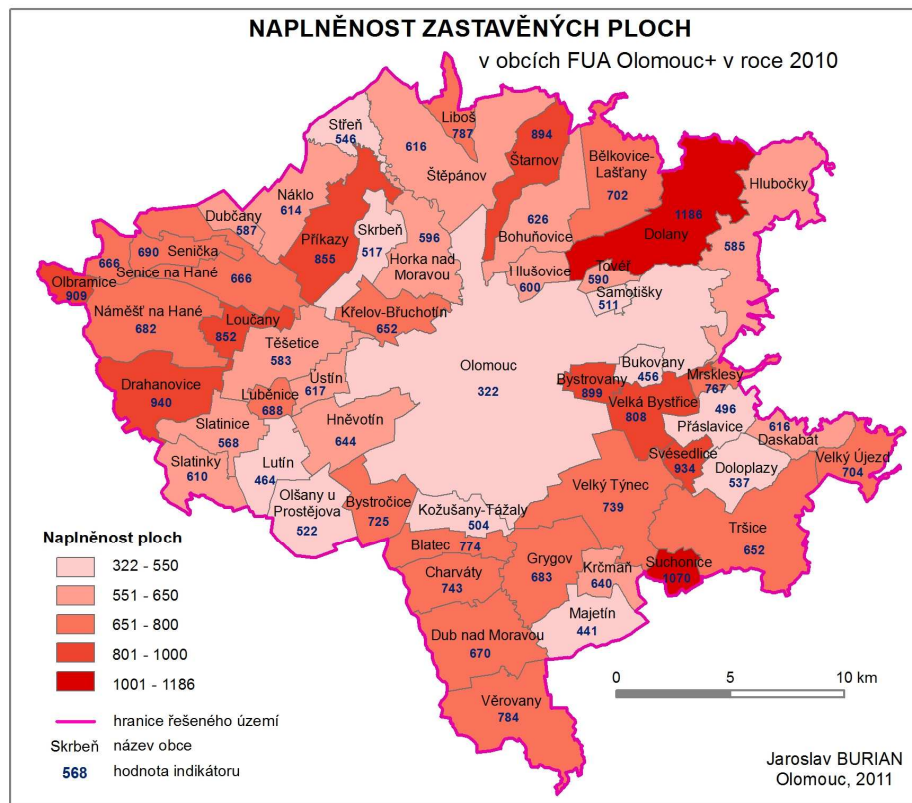 NAPLNĚNOST ZASTAVĚNÝCH PLOCH
v obcích FUA Olomouc+ v roce 2010
Střeň
546
616
Štěpánov
Liboš
787
894
Štarnov
Bělkovice-
Lašťany
702
1186
Dolany
Hlubočky
585
Náklo
614
Dubčany
587
Příkazy
855
Skrbeň
517
596
Horka nad
Moravou
626
Bohuňovice
Hlušovice
600
Tovéř
590
Samotišky
511
666
690
Senička
Senice na Hané
666
Olbramice
909
Náměšť na Hané
682
Loučany
852
Křelov-Břuchotín
652
Těšetice
583
Olomouc
322
Bukovany
456
Bystrovany
899
Mrsklesy
767
Velká Bystřice
808
496
Přáslavice
616
Daskabát
Drahanovice
940
Luběnice
688
Ústín
617
Hněvotín
644
Slatinice
568
Slatinky
610
Lutín
464
Olšany u
Prostějova
522
Bystročice
725
Kožušany-Tážaly
504
Velký Týnec
739
Svésedlice
934
Doloplazy
537
Velký Újezd
704
Tršice
652
Blatec
774
Charváty
743
Grygov
683
Krčmaň
640
Suchonice
1070
Majetín
441
Dub nad Moravou
670
Věrovany
784
Naplněnost ploch
322 - 550
551 - 650
651 - 800
801 - 1000
1001 - 1186
hranice řešeného území
Skrbeň název obce
568 hodnota indikátoru
0 5 10 km
Jaroslav BURIAN
Olomouc, 2011